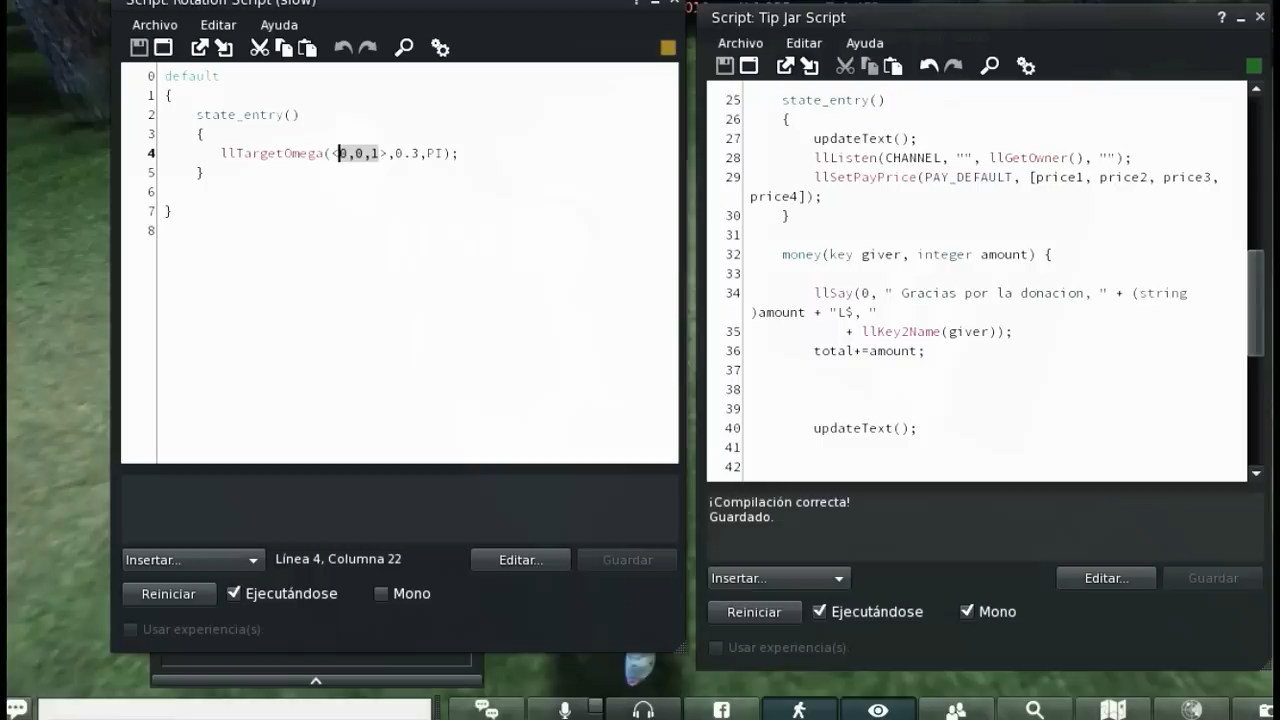 Script: Rotation Script (slow)
Archivo Editar Ayuda
0 default
1 {
2 state_entry()
3 {
4 llTargetOmega(<0,0,1>,0.3,PI);
5 }
6
7 }
8
Insertar... Línea 4, Columna 22 Editar... Guardar
Reiniciar Ejecutándose Mono
Usar experiencia(s):
Script: Tip Jar Script
Archivo Editar Ayuda
25 state_entry()
26 {
27 updateText();
28 llListen(CHANNEL, "", llGetOwner(), "");
29 llSetPayPrice(PAY_DEFAULT, [price1, price2, price3,
price4]);
30 }
31
32 money(key giver, integer amount) {
33
34 llSay(0, " Gracias por la donacion, " + (string
)amount + "L$, "
35 + llKey2Name(giver));
36 total+=amount;
37
38
39
40 updateText();
41
42
¡Compilación correcta!
Guardado.
Insertar... Editar... Guardar
Reiniciar Ejecutándose Mono
Usar experiencia(s):